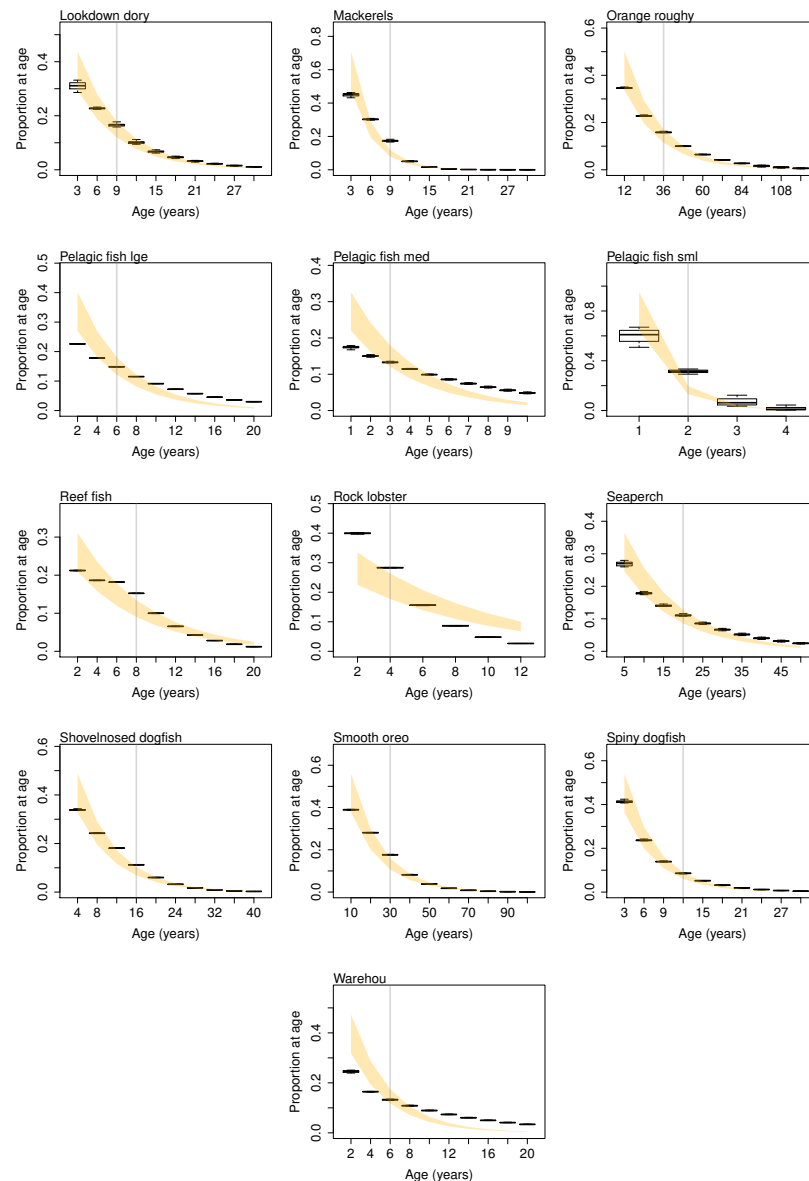 Lookdown dory
Proportion at age
0.0 0.2 0.4
3 6 9 15 21 27
Age (years)
Mackerels
Proportion at age
0.0 0.2 0.4 0.6
3 6 9 15 21 27
Age (years)
Orange roughy
Proportion at age
0.0 0.2 0.4 0.6
12 36 60 84 108
Age (years)
Pelagic fish lge
Proportion at age
0.0 0.1 0.2 0.3 0.5
2 4 6 8 12 16 20
Age (years)
Pelagic fish med
Proportion at age
0.0 0.1 0.2 0.3 0.4
1 2 3 4 5 6 7 8 9
Age (years)
Pelagic fish sml
Proportion at age
0.0 0.4 0.8
1 2 3 4
Age (years)
Reef fish
Proportion at age
0.0 0.1 0.2 0.3
2 4 6 8 10 12 14 16 18 20
Age (years)
Rock lobster
Proportion at age
0.0 0.1 0.2 0.3 0.4 0.5
2 4 6 8 10 12
Age (years)
Seaperch
Proportion at age
0.0 0.1 0.2 0.3 0.4
5 15 25 35 45
Age (years)
Shovelnosed dogfish
Proportion at age
0.0 0.2 0.4 0.6
4 8 16 24 32 40
Age (years)
Smooth oreo
Proportion at age
0.0 0.2 0.4 0.6
10 30 50 70 90
Age (years)
Spiny dogfish
Proportion at age
0.0 0.2 0.4 0.6
3 6 9 15 21 27
Age (years)
Warehou
Proportion at age
0.0 0.2 0.4
2 4 6 8 12 16 20
Age (years)